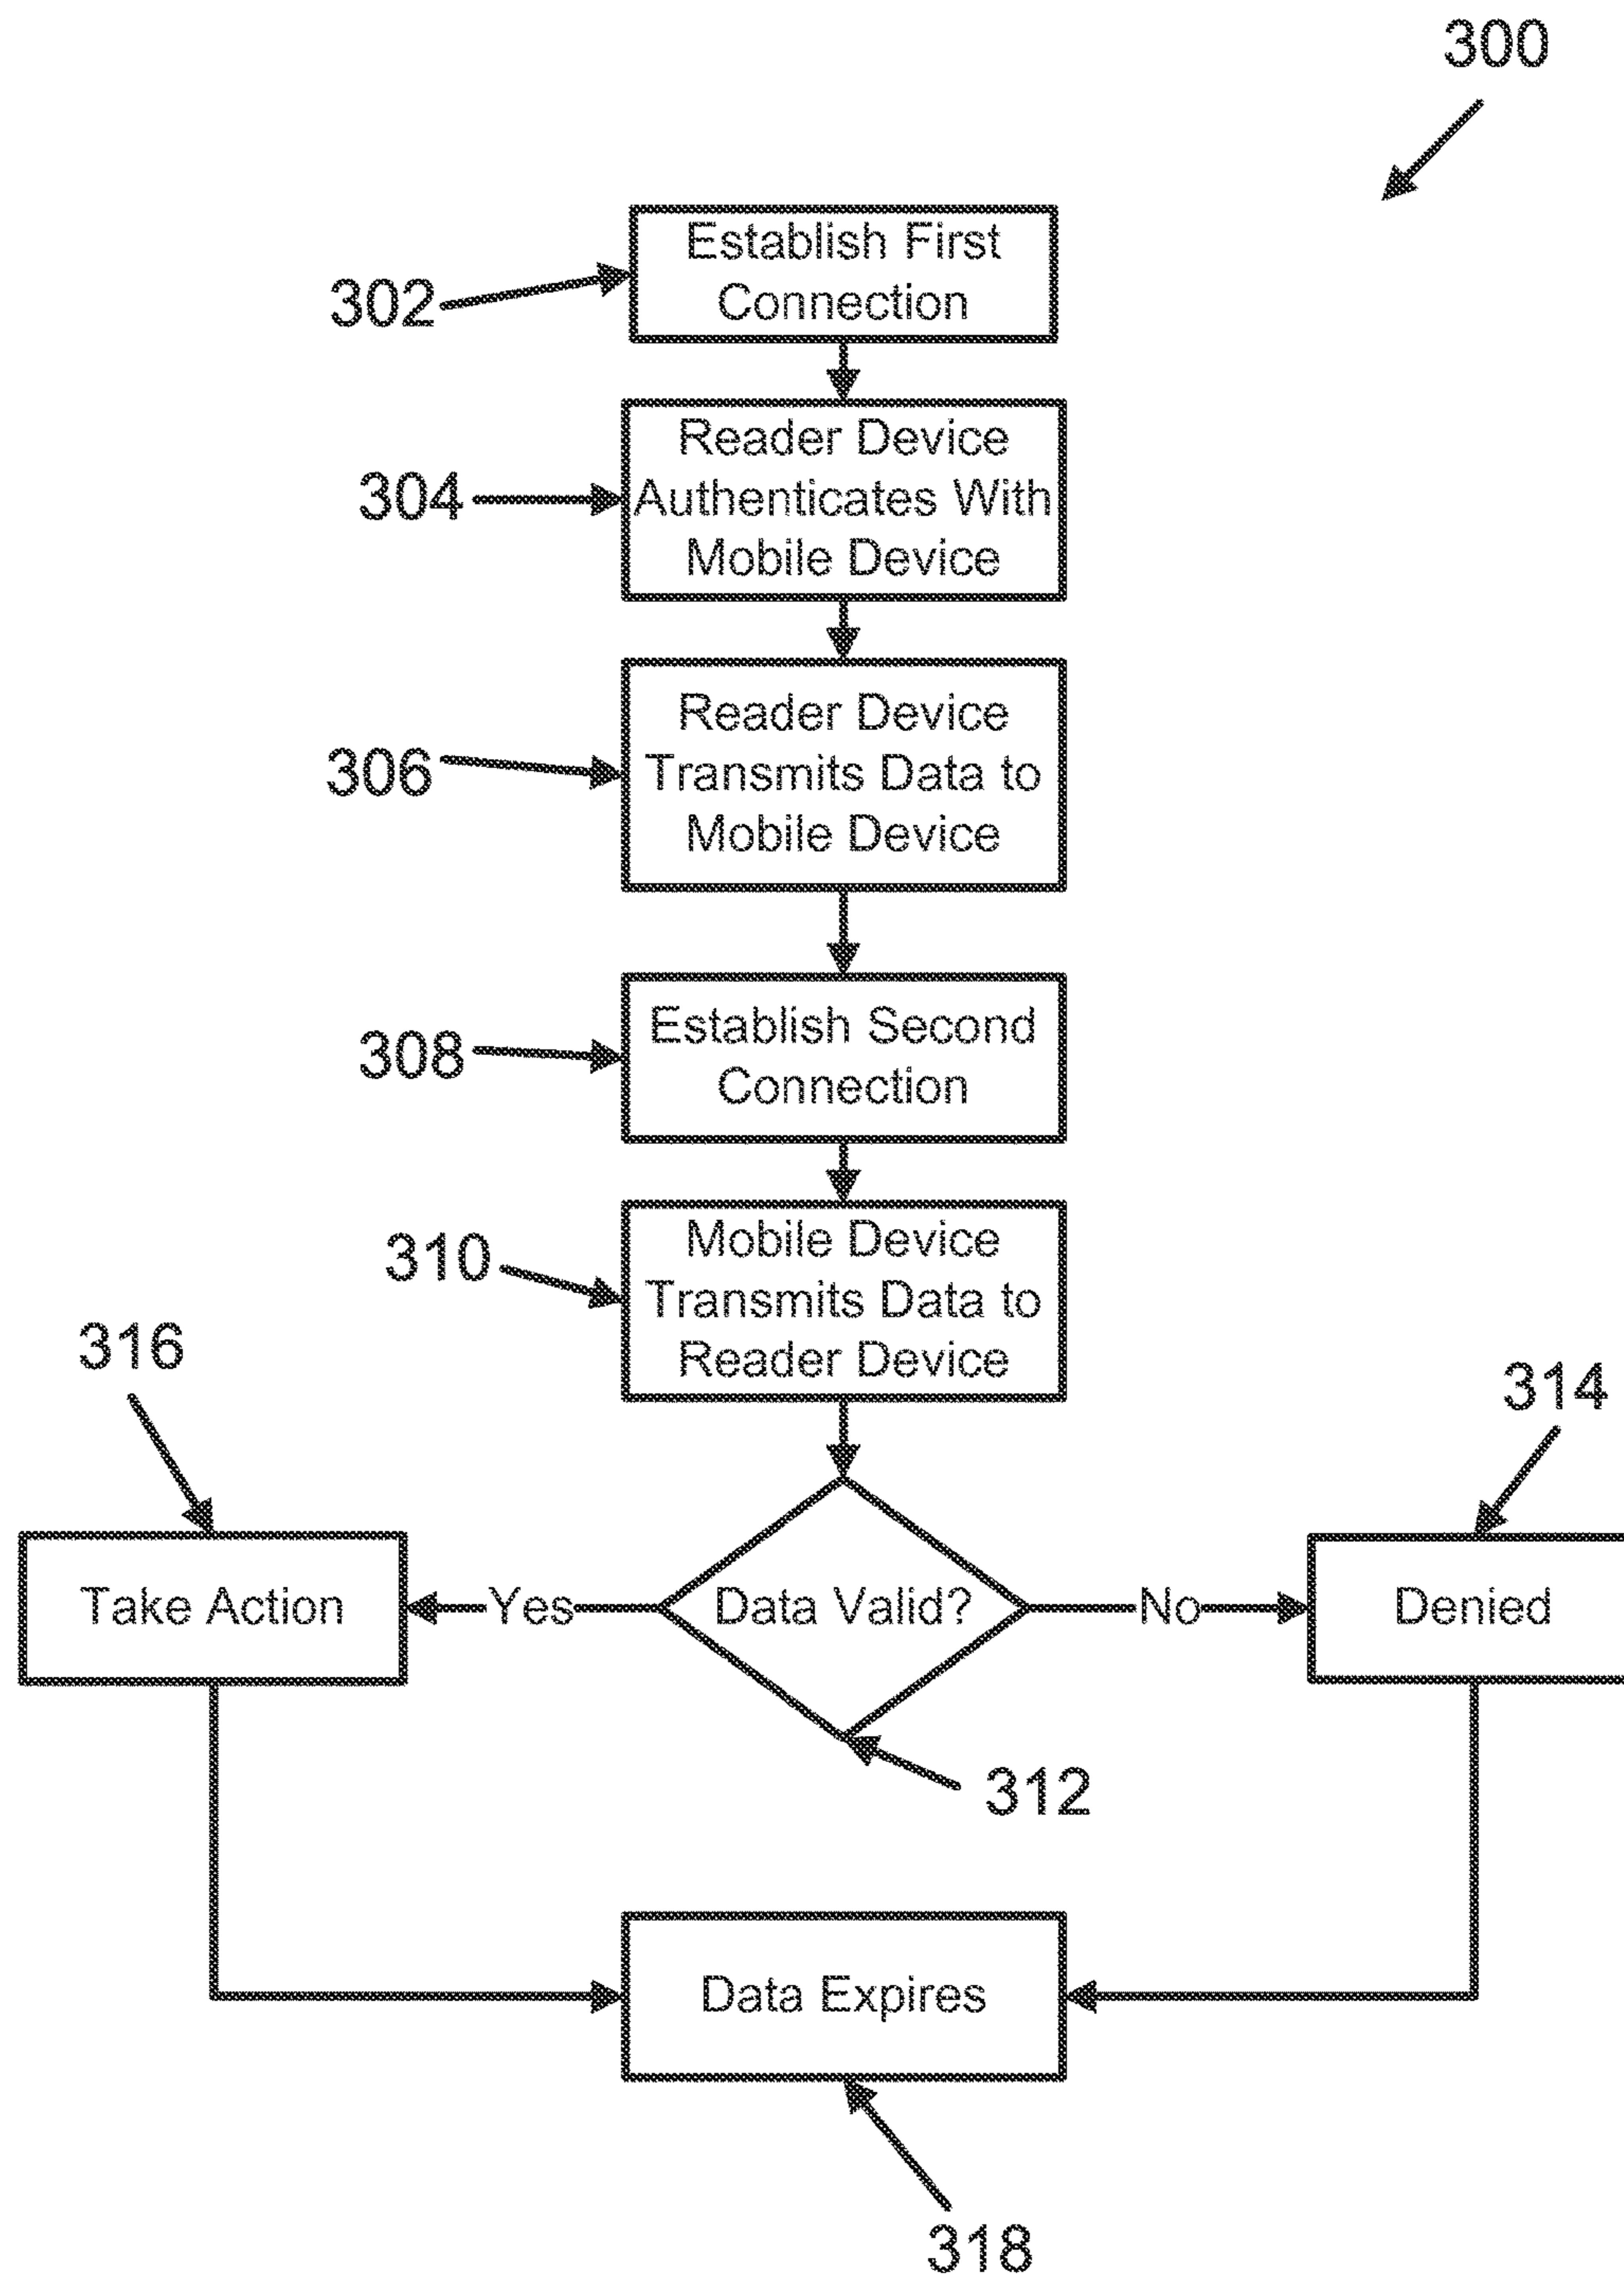 300
Establish First
Connection
302
Reader Device
Authenticates With
Mobile Device
304
Reader Device
Transmits Data to
Mobile Device
306
Establish Second
Connection
308
Mobile Device
Transmits Data to
Reader Device
310
316
314
Take Action
Yes
Data Valid?
No
Denied
312
Data Expires
318